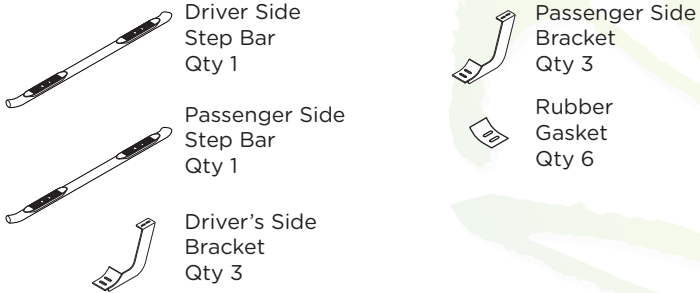 Driver Side
Step Bar
Qty 1
Passenger Side
Step Bar
Qty 1
Driver’s Side
Bracket
Qty 3
Passenger Side
Bracket
Qty 3
Rubber
Gasket
Qty 6